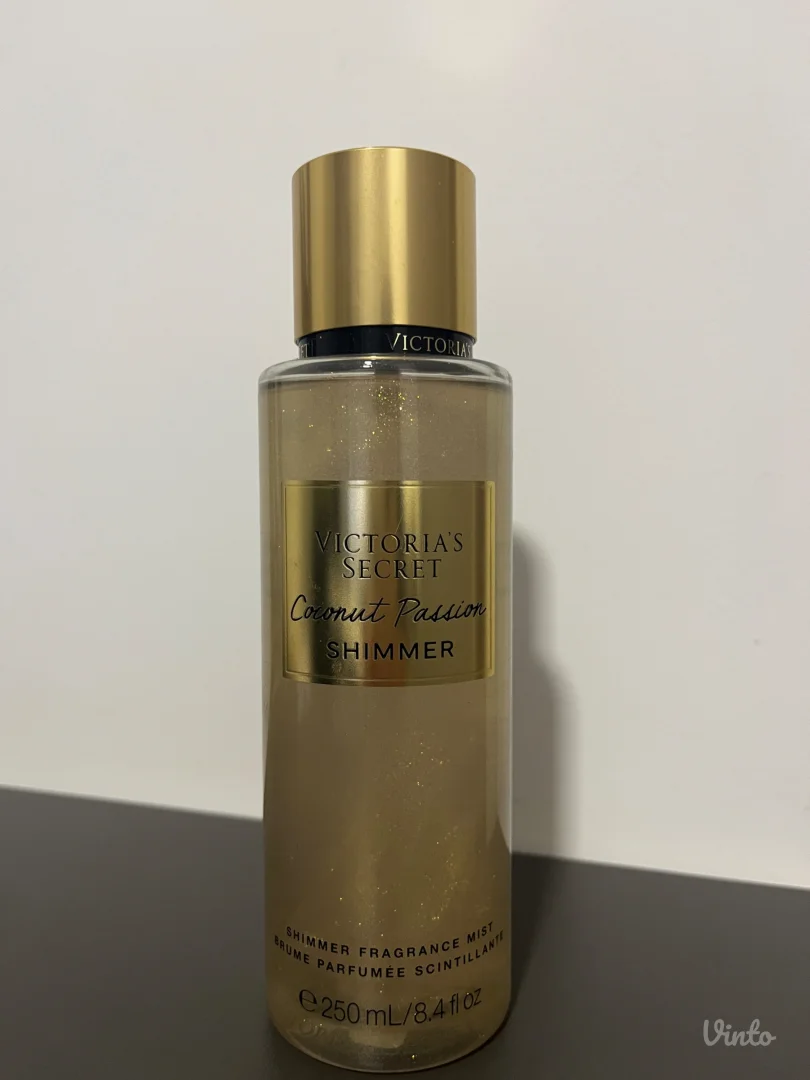 VICTORIA'S
VICTORIA'S
SECRET
Coconut Passion
SHIMMER
SHIMMER FRAGRANCE MIST
BRUME PARFUMÉE SCINTILLANTE
℮250 mL/8.4 fl oz
Vinto